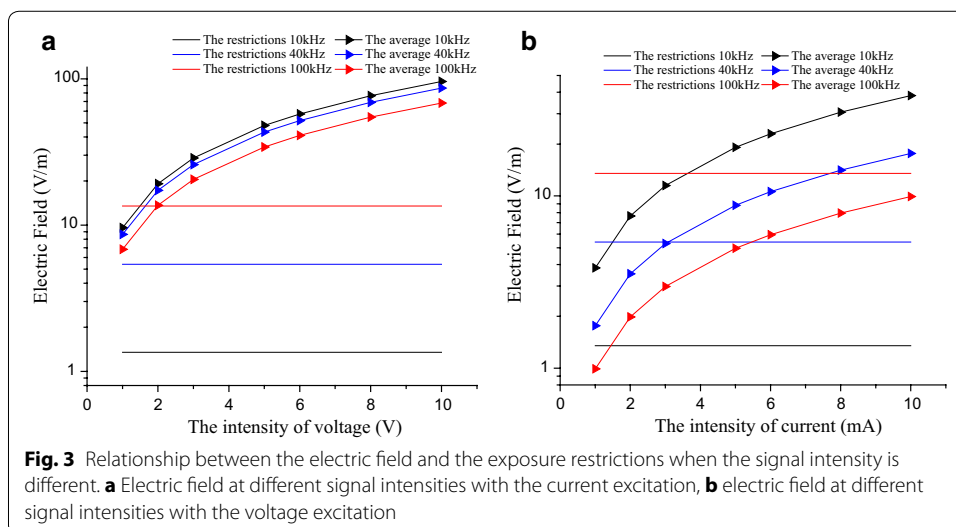 a
The restrictions 10kHz The average 10kHz
The restrictions 40kHz The average 40kHz
The restrictions 100kHz The average 100kHz
100
10
1
Electric Field (V/m)
0 2 4 6 8 10
The intensity of voltage (V)
b
The restrictions 10kHz The average 10kHz
The restrictions 40kHz The average 40kHz
The restrictions 100kHz The average 100kHz
10
1
Electric Field (V/m)
0 2 4 6 8 10
The intensity of current (mA)
Fig. 3 Relationship between the electric field and the exposure restrictions when the signal intensity is
different. a Electric field at different signal intensities with the current excitation, b electric field at different
signal intensities with the voltage excitation